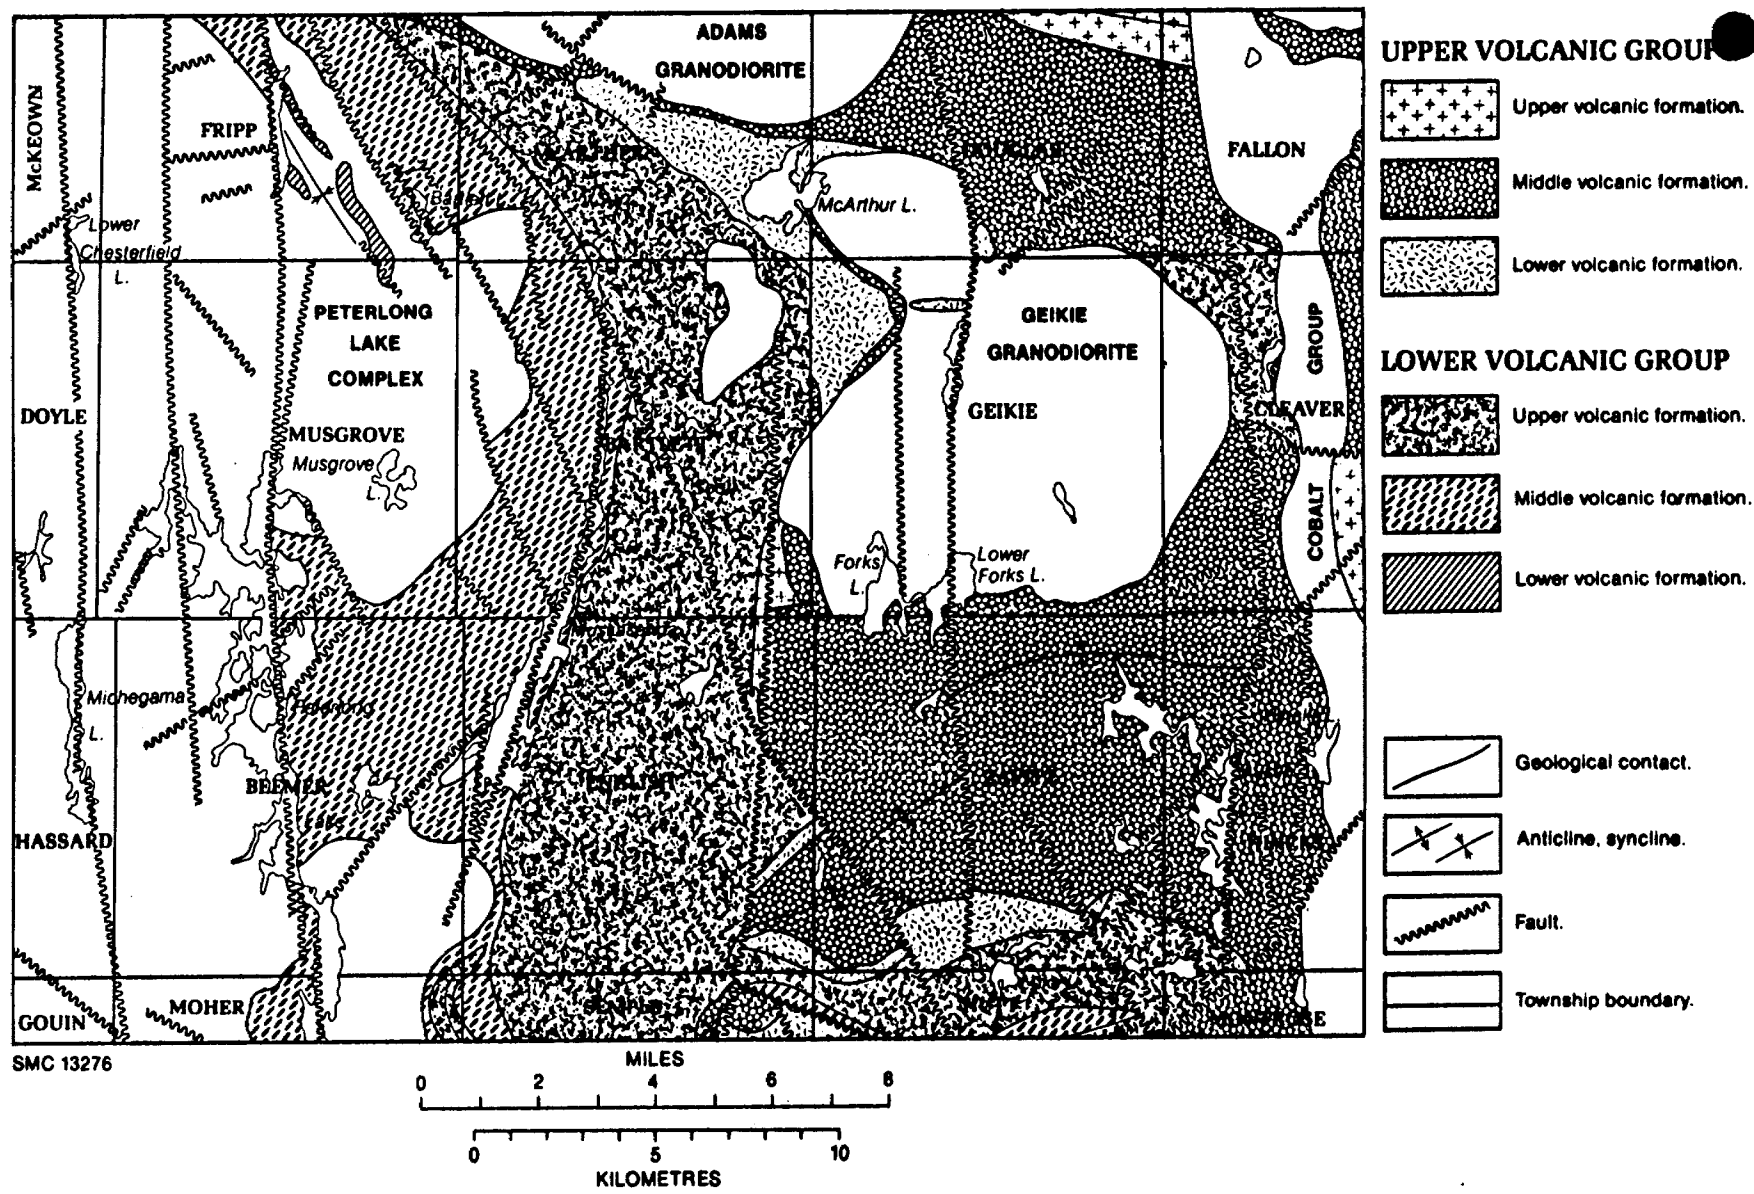 ADAMS
GRANODIORITE
McKEOWN
FRIPP
FALLON
McArthur L.
Lower
Chesterfield
L.
PETERLONG
LAKE
COMPLEX
GEIKIE
GRANODIORITE
GROUP
DOYLE
MUSGROVE
Musgrove
L.
GEIKIE
CLEAVER
COBALT
Forks
L.
Lower
Forks L.
Michegama
L.
BEEMER
HASSARD
MOHER
GOUIN
SMC 13276
MILES
0 2 4 6 8
0 5 10
KILOMETRES
UPPER VOLCANIC GROUP
Upper volcanic formation.
Middle volcanic formation.
Lower volcanic formation.
LOWER VOLCANIC GROUP
Upper volcanic formation.
Middle volcanic formation.
Lower volcanic formation.
Geological contact.
Anticline, syncline.
Fault.
Township boundary.